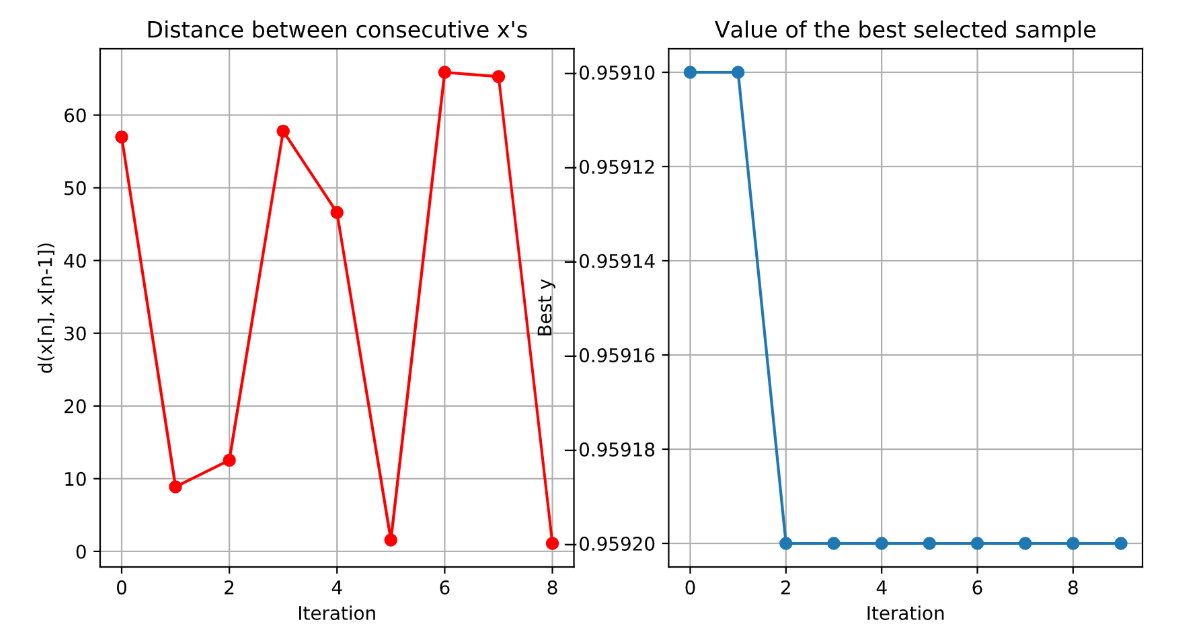 Distance between consecutive x's
d(x[n], x[n-1])
60
50
40
30
20
10
0
0 2 4 6 8
Iteration
Value of the best selected sample
Best y
−0.95910
−0.95912
−0.95914
−0.95916
−0.95918
−0.95920
0 2 4 6 8
Iteration